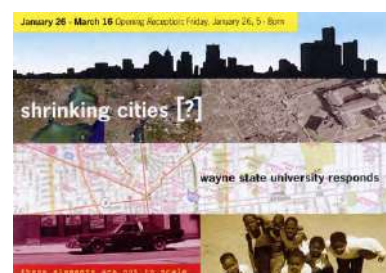 January 26 - March 16 Opening Reception: Friday, January 26, 5 - 8pm
shrinking cities [?]
wayne state university responds
these elements are not to scale